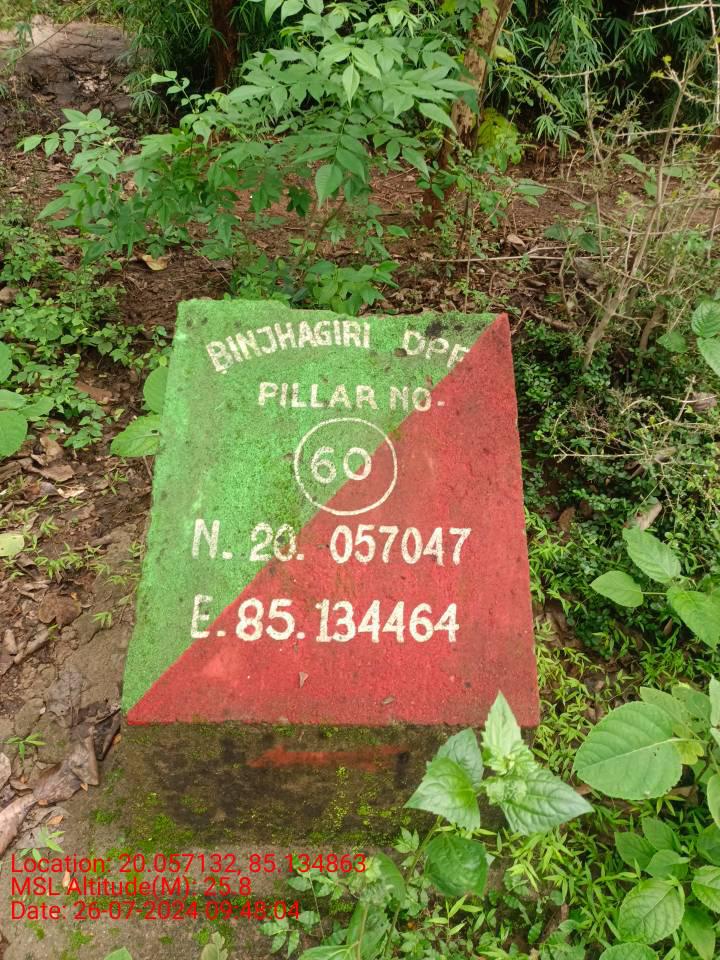 BINJHAGIRI DPF
PILLAR NO.
60
N. 20. 057047
E. 85. 134464
Location: 20.057132, 85.134863
MSL Altitude(M): 25.8
Date: 26-07-2024 09:48:04